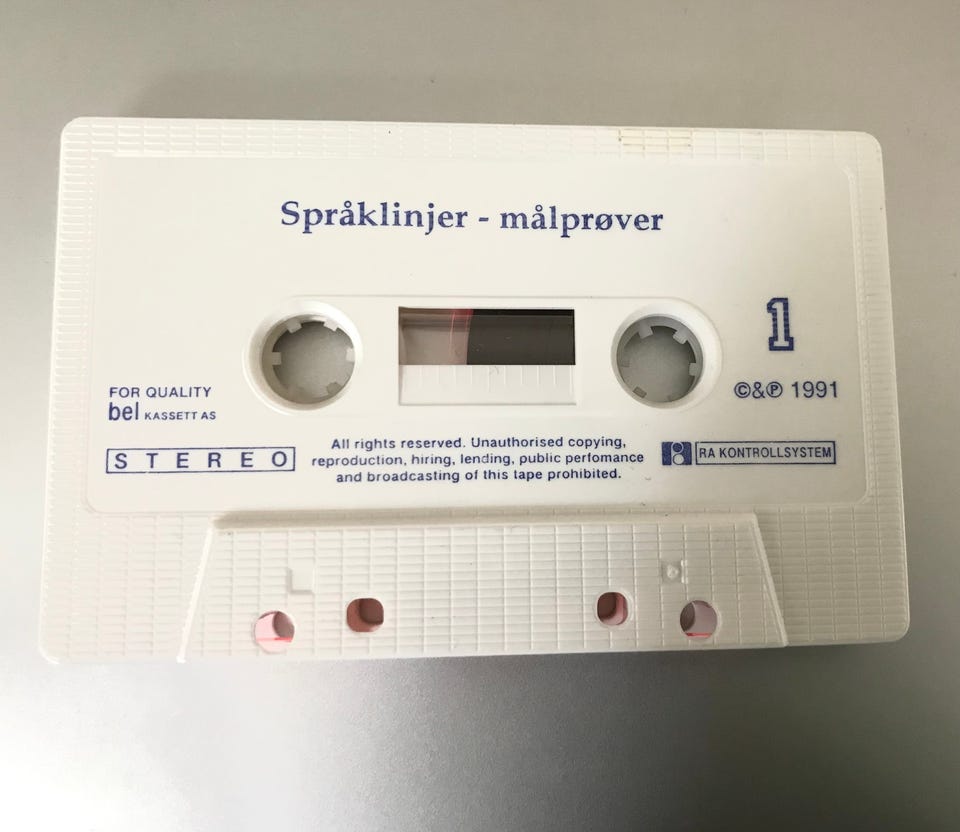 Språklinjer - målprøver
1
©&℗ 1991
FOR QUALITY
bel KASSETT AS
STEREO
All rights reserved. Unauthorised copying,
reproduction, hiring, lending, public perfomance
and broadcasting of this tape prohibited.
RA KONTROLLSYSTEM